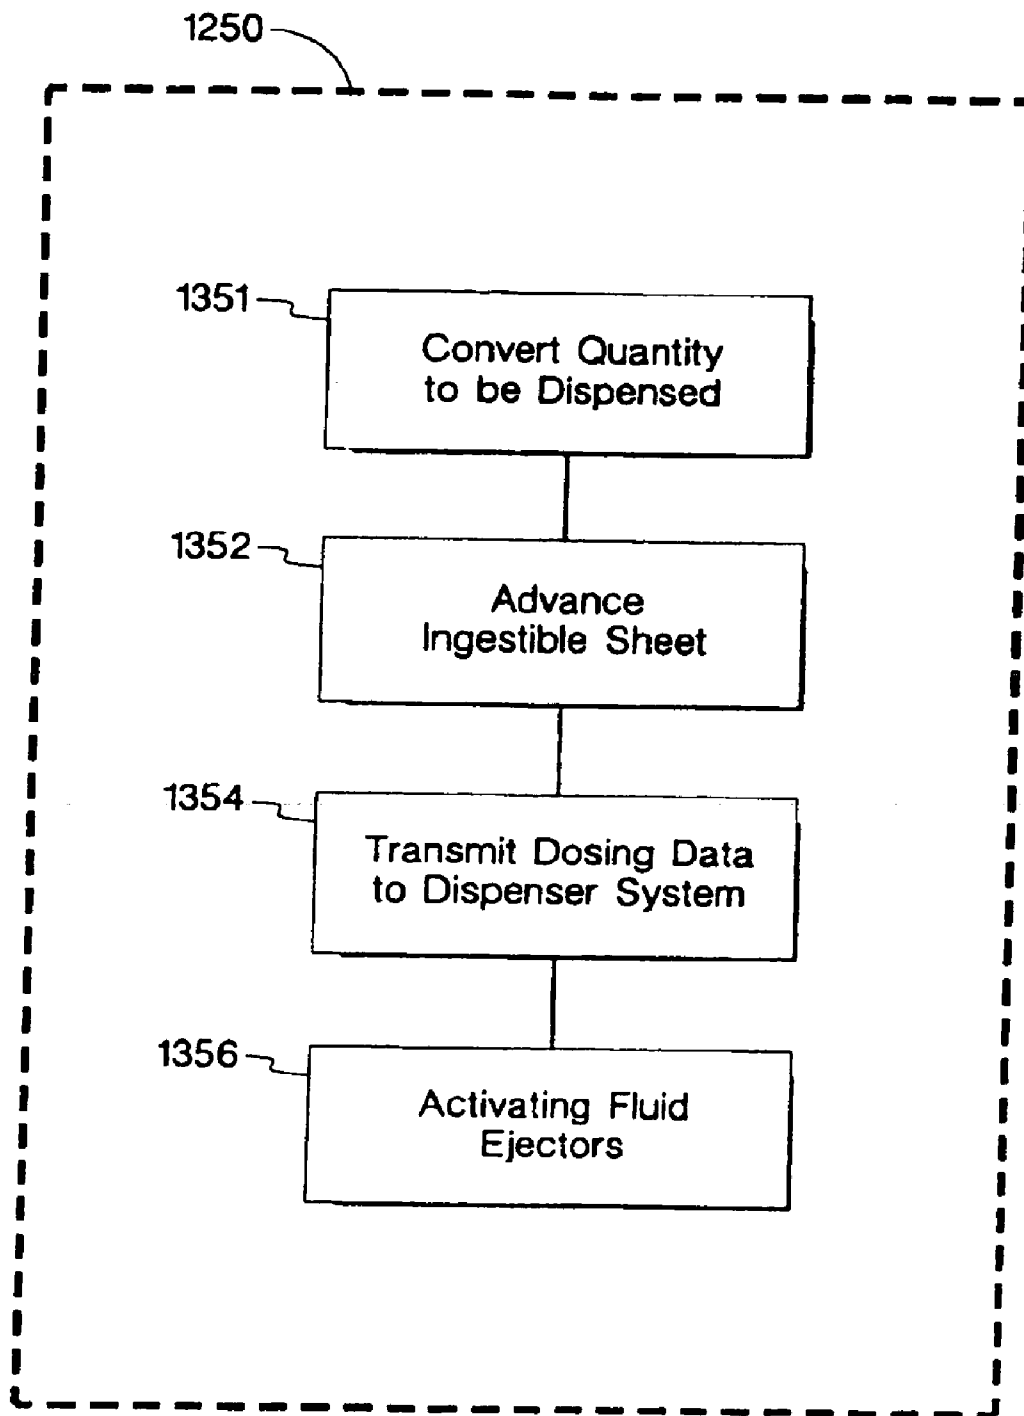 1250
1351
Convert Quantity
to be Dispensed
1352
Advance
Ingestible Sheet
1354
Transmit Dosing Data
to Dispenser System
1356
Activating Fluid
Ejectors